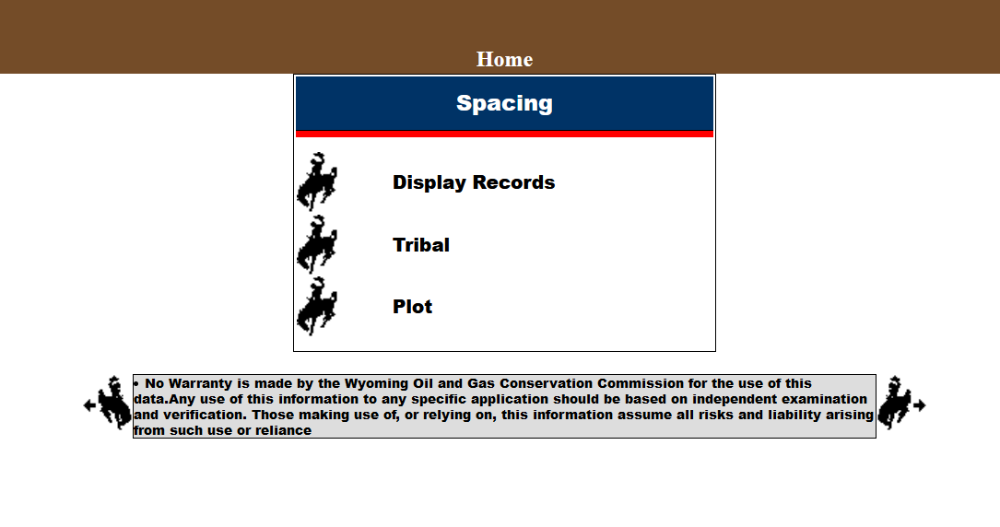 Home
Spacing
Display Records
Tribal
Plot
• No Warranty is made by the Wyoming Oil and Gas Conservation Commission for the use of this
data.Any use of this information to any specific application should be based on independent examination
and verification. Those making use of, or relying on, this information assume all risks and liability arising
from such use or reliance